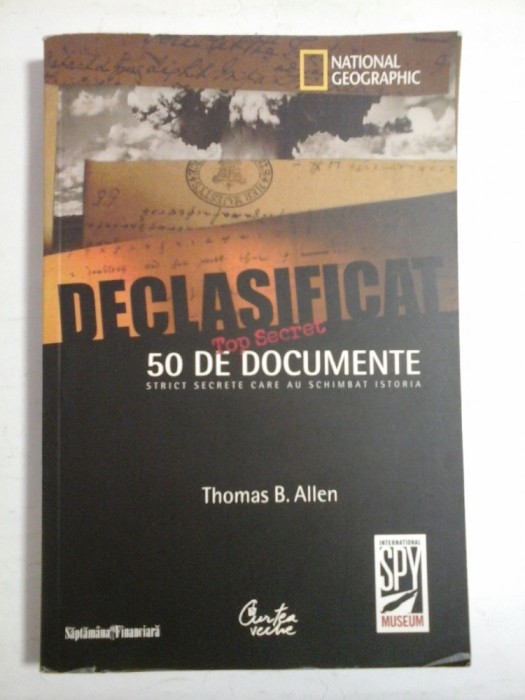 NATIONAL
GEOGRAPHIC
DECLASIFICAT
Top Secret
50 DE DOCUMENTE
STRICT SECRETE CARE AU SCHIMBAT ISTORIA
Thomas B. Allen
INTERNATIONAL
SPY
MUSEUM
Săptămâna Financiară
Curtea
veche